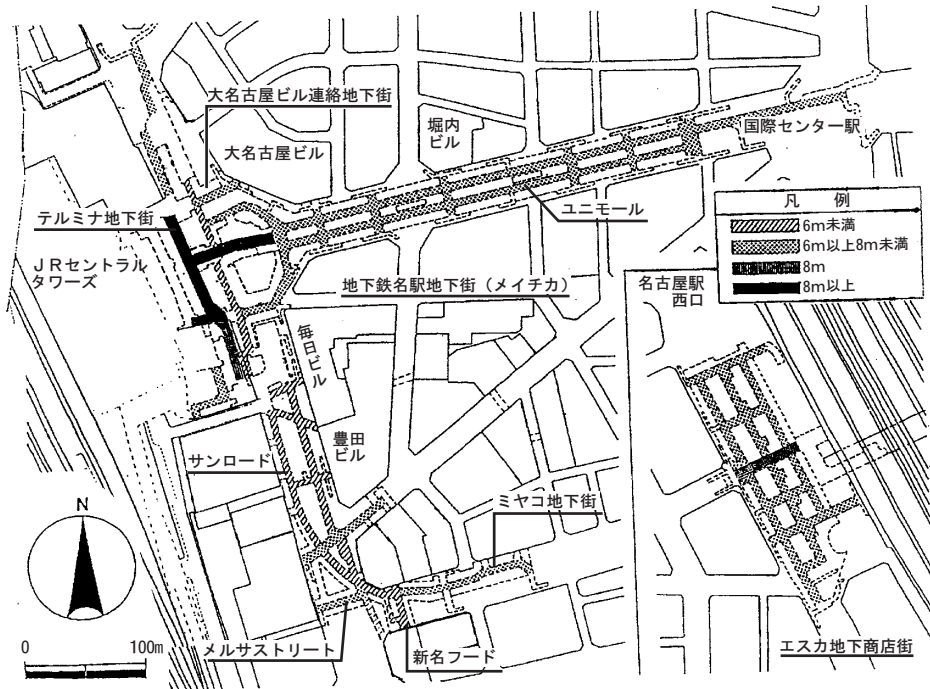 大名古屋ビル連絡地下街
大名古屋ビル
堀内
ビル
国際センター駅
テルミナ地下街
ユニモール
凡 例
6m未満
6m以上8m未満
8m
8m以上
JRセントラル
タワーズ
地下鉄名駅地下街(メイチカ)
名古屋駅
西口
毎日ビル
豊田
ビル
サンロード
ミヤコ地下街
N
0 100m
メルサストリート
新名フード
エスカ地下商店街